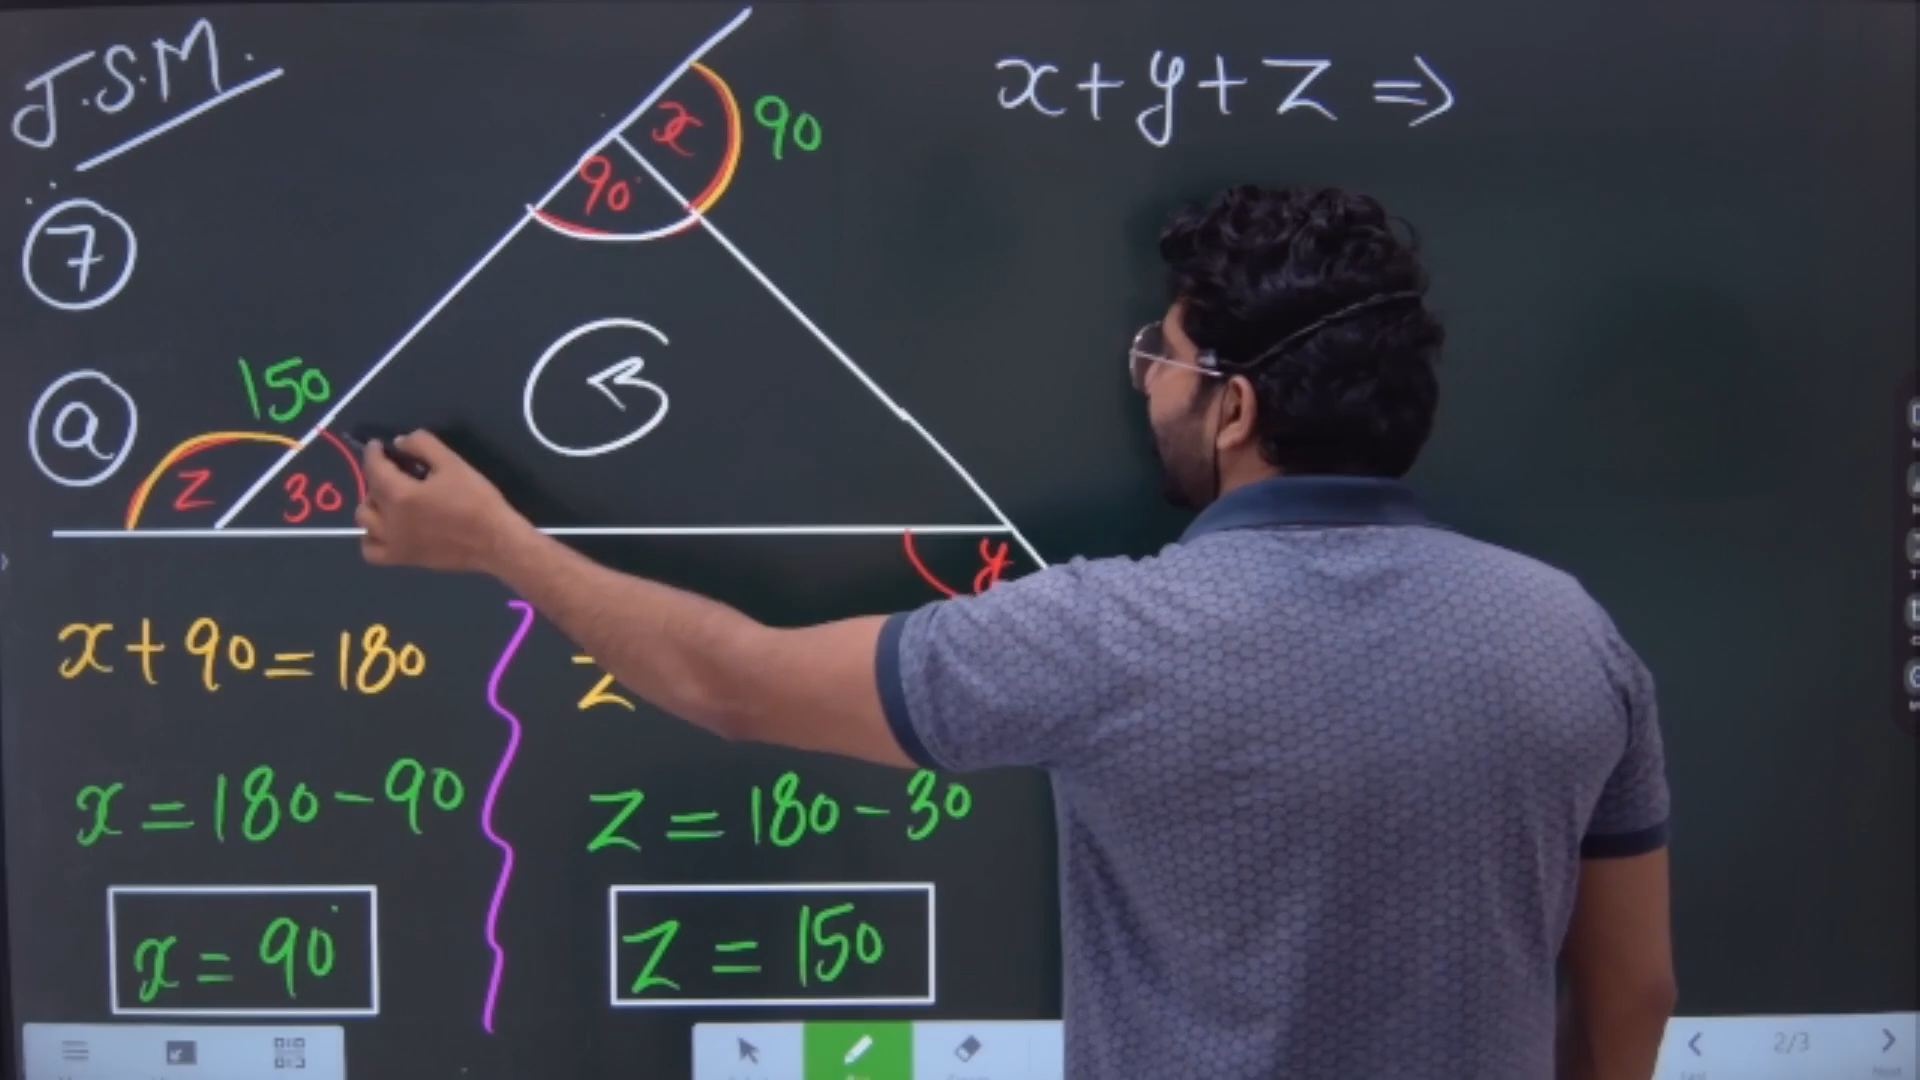 J.S.M.
x+y+Z =>
7
a
x
90
90°
150
Z
30
y
x+90=180
Z
x=180-90
Z=180-30
x=90°
Z=150
2/3